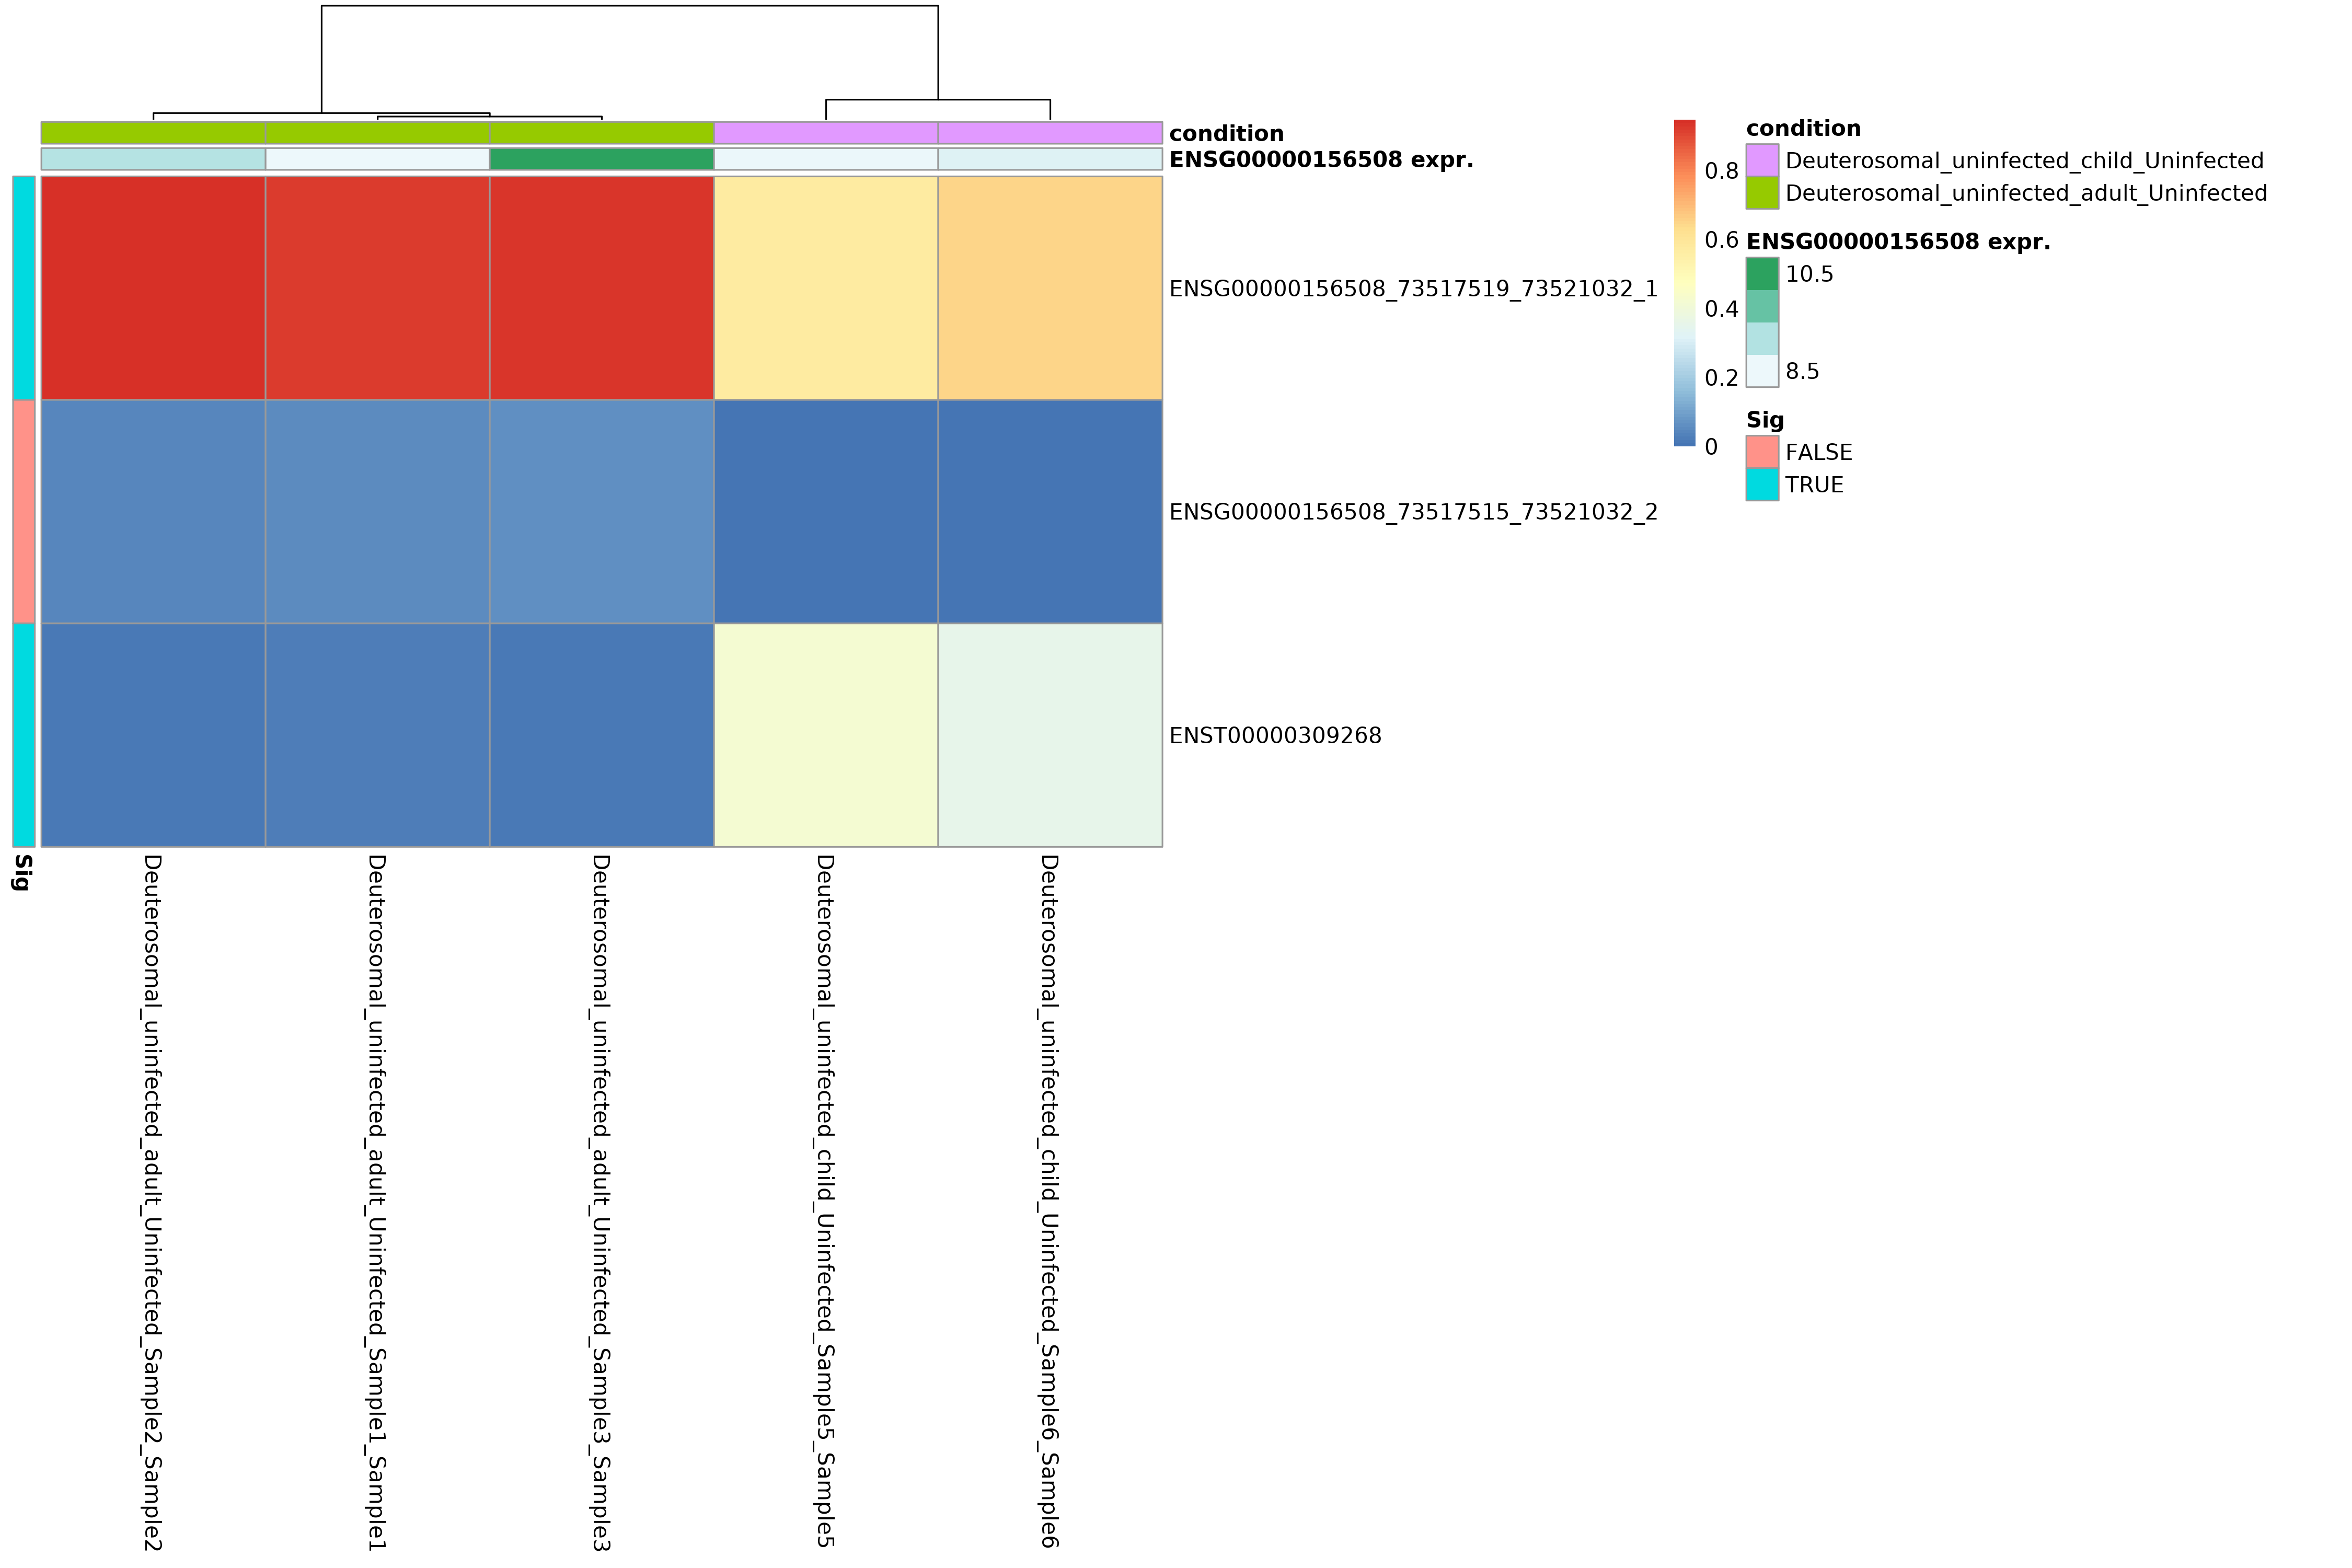 condition
ENSG00000156508 expr.
ENSG00000156508_73517519_73521032_1
ENSG00000156508_73517515_73521032_2
ENST00000309268
Sig
Deuterosomal_uninfected_adult_Uninfected_Sample2_Sample2
Deuterosomal_uninfected_adult_Uninfected_Sample1_Sample1
Deuterosomal_uninfected_adult_Uninfected_Sample3_Sample3
Deuterosomal_uninfected_child_Uninfected_Sample5_Sample5
Deuterosomal_uninfected_child_Uninfected_Sample6_Sample6
0.8
0.6
0.4
0.2
0
condition
Deuterosomal_uninfected_child_Uninfected
Deuterosomal_uninfected_adult_Uninfected
ENSG00000156508 expr.
10.5
8.5
Sig
FALSE
TRUE